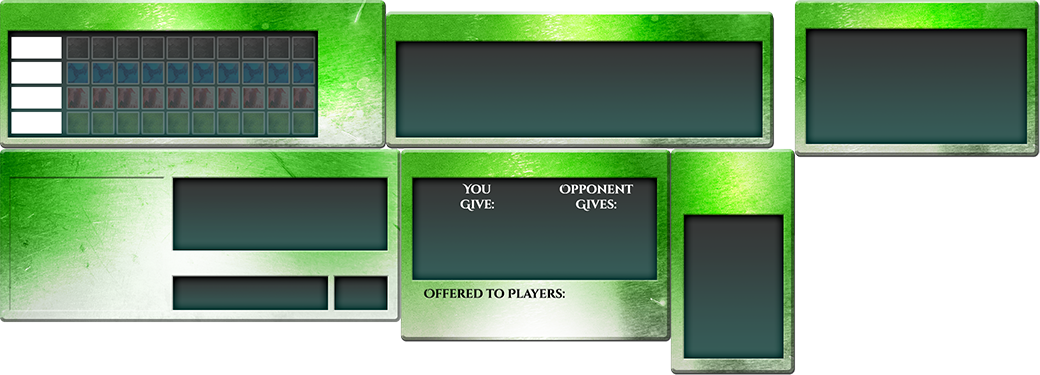 YOU
GIVE:
OPPONENT
GIVES:
OFFERED TO PLAYERS: